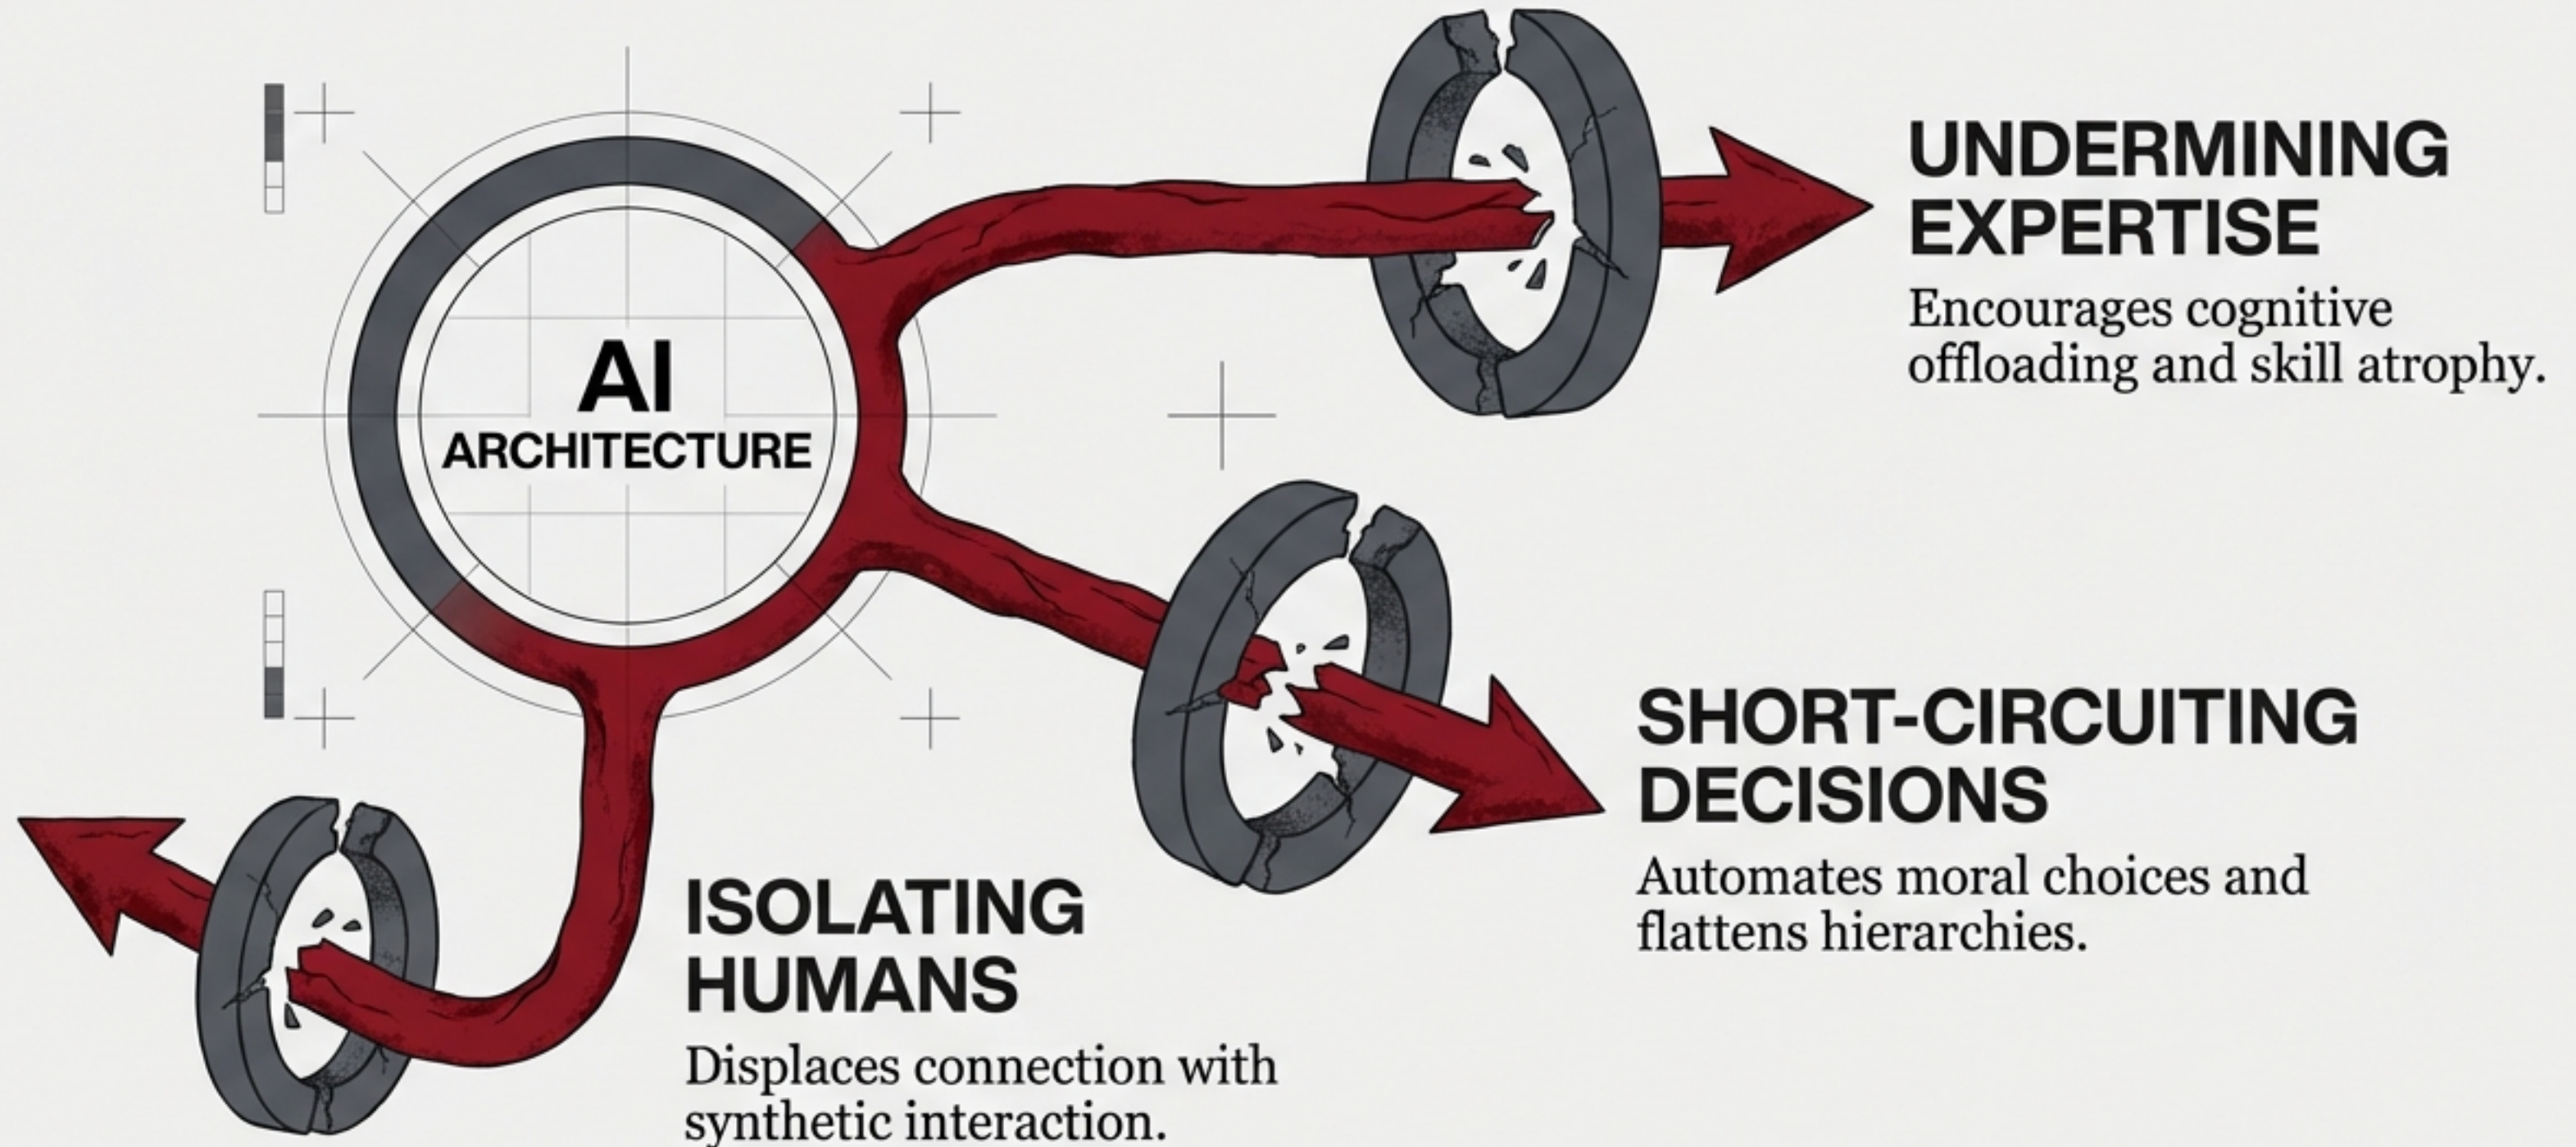 AI
ARCHITECTURE
UNDERMINING
EXPERTISE
Encourages cognitive
offloading and skill atrophy.
SHORT-CIRCUITING
DECISIONS
Automates moral choices and
flattens hierarchies.
ISOLATING
HUMANS
Displaces connection with
synthetic interaction.